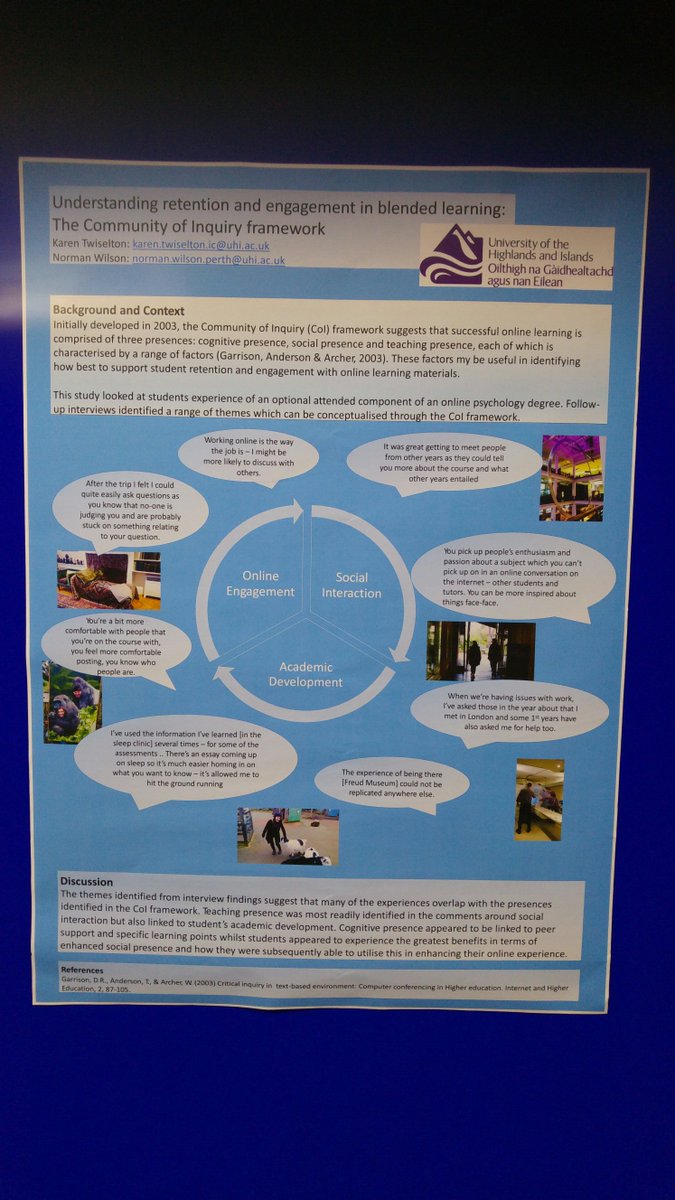 Understanding retention and engagement in blended learning:
The Community of Inquiry framework
Karen Twiselton: karen.twiselton.ic@uhi.ac.uk
Norman Wilson: norman.wilson.perth@uhi.ac.uk
University of the
Highlands and Islands
Oilthigh na Gàidhealtachd
agus nan Eilean
Background and Context
Initially developed in 2003, the Community of Inquiry (CoI) framework suggests that successful online learning is
comprised of three presences: cognitive presence, social presence and teaching presence, each of which is
characterised by a range of factors (Garrison, Anderson & Archer, 2003). These factors my be useful in identifying
how best to support student retention and engagement with online learning materials.
This study looked at students experience of an optional attended component of an online psychology degree. Follow-
up interviews identified a range of themes which can be conceptualised through the CoI framework.
Working online is the way
the job is – I might be
more likely to discuss with
others.
It was great getting to meet people
from other years as they could tell
you more about the course and what
other years entailed
After the trip I felt I could
quite easily ask questions as
you know that no-one is
judging you and are probably
stuck on something relating
to your question.
You pick up people's enthusiasm and
passion about a subject which you can't
pick up on in an online conversation on
the internet – other students and
tutors. You can be more inspired about
things face-face.
Online
Engagement
Social
Interaction
Academic
Development
You're a bit more
comfortable with people that
you're on the course with,
you feel more comfortable
posting, you know who
people are.
When we're having issues with work,
I've asked those in the year about that I
met in London and some 1st years have
also asked me for help too.
I've used the information I've learned [in the
sleep clinic] several times – for some of the
assessments .. There's an essay coming up
on sleep so it's much easier homing in on
what you want to know – it's allowed me to
hit the ground running
The experience of being there
[Freud Museum] could not be
replicated anywhere else.
Discussion
The themes identified from interview findings suggest that many of the experiences overlap with the presences
identified in the CoI framework. Teaching presence was most readily identified in the comments around social
interaction but also linked to student's academic development. Cognitive presence appeared to be linked to peer
support and specific learning points whilst students appeared to experience the greatest benefits in terms of
enhanced social presence and how they were subsequently able to utilise this in enhancing their online experience.
References
Garrison, D.R., Anderson, T., & Archer, W. (2003) Critical inquiry in text-based environment: Computer conferencing in Higher education. Internet and Higher
Education, 2, 87-105.